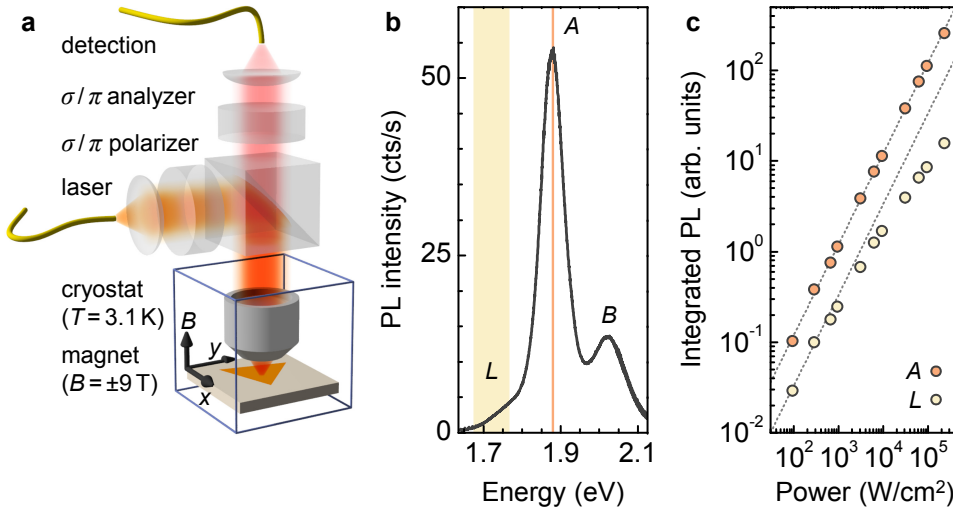 a
detection
σ/π analyzer
σ/π polarizer
laser
cryostat
(T = 3.1 K)
magnet
(B = ±9 T)
B
y
x
b
A
L
B
PL intensity (cts/s)
50
25
0
1.7
1.9
2.1
Energy (eV)
c
Integrated PL (arb. units)
10²
10¹
10⁰
10⁻¹
10⁻²
A
L
10²
10³
10⁴
10⁵
Power (W/cm²)